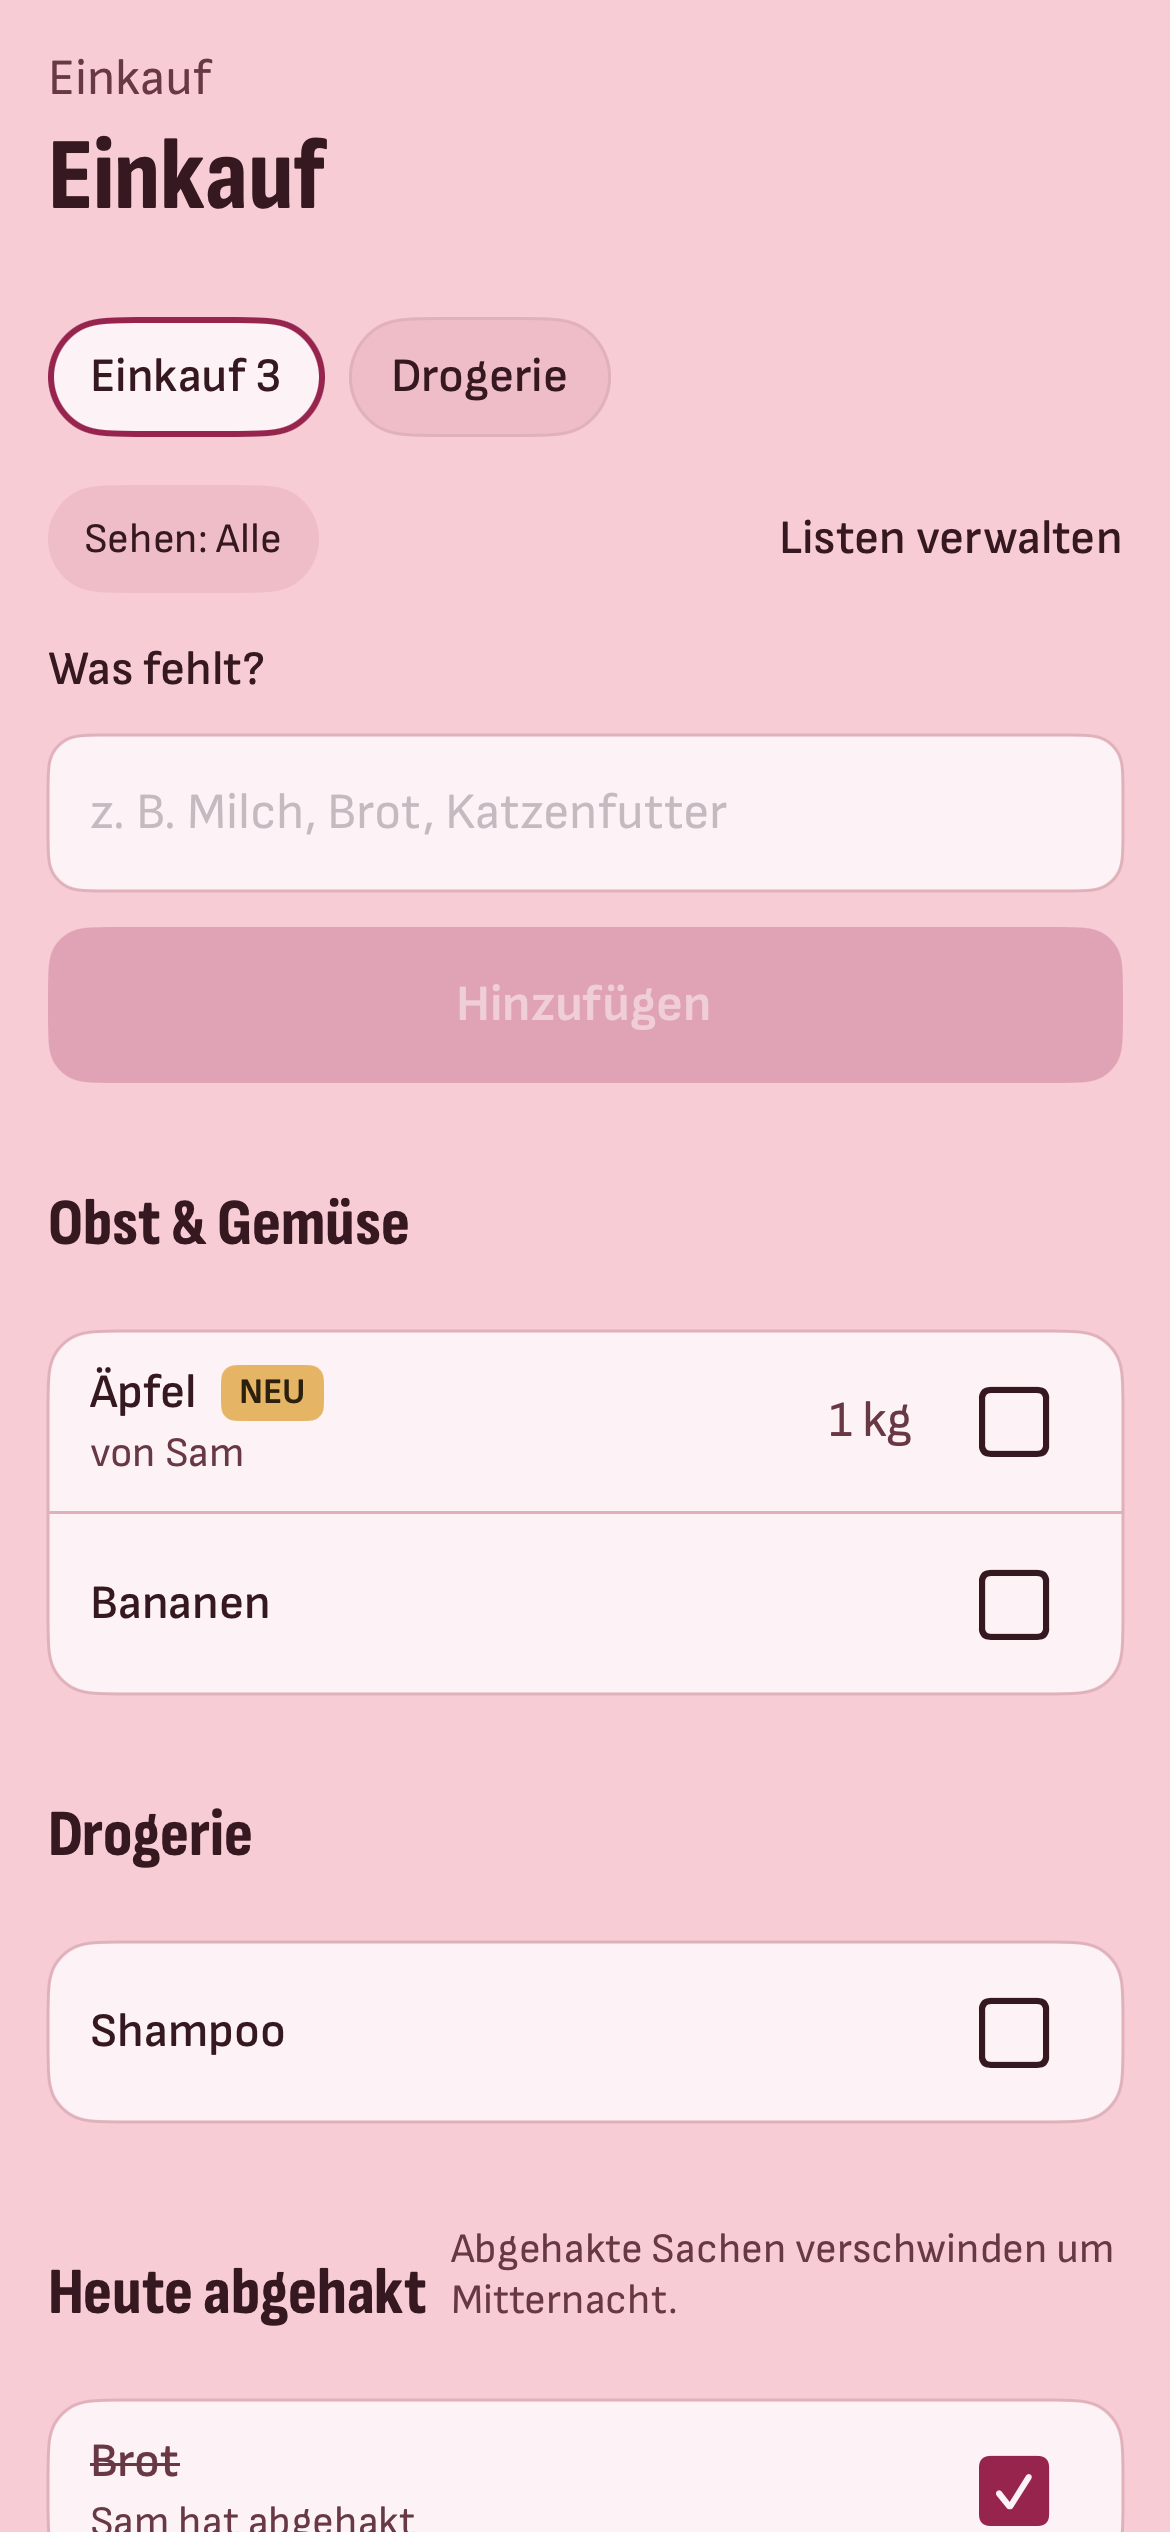 Einkauf
Einkauf
Einkauf 3
Drogerie
Sehen: Alle
Listen verwalten
Was fehlt?
z. B. Milch, Brot, Katzenfutter
Hinzufügen
Obst & Gemüse
Äpfel NEU
von Sam
1 kg
Bananen
Drogerie
Shampoo
Heute abgehakt
Abgehakte Sachen verschwinden um
Mitternacht.
Brot
Sam hat abgehakt